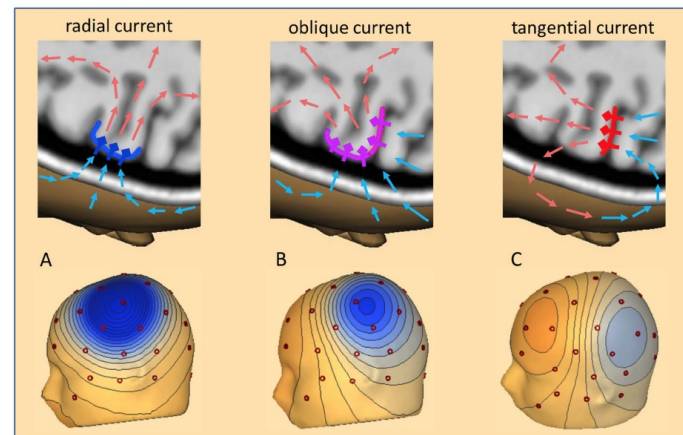 radial current
oblique current
tangential current
A
B
C